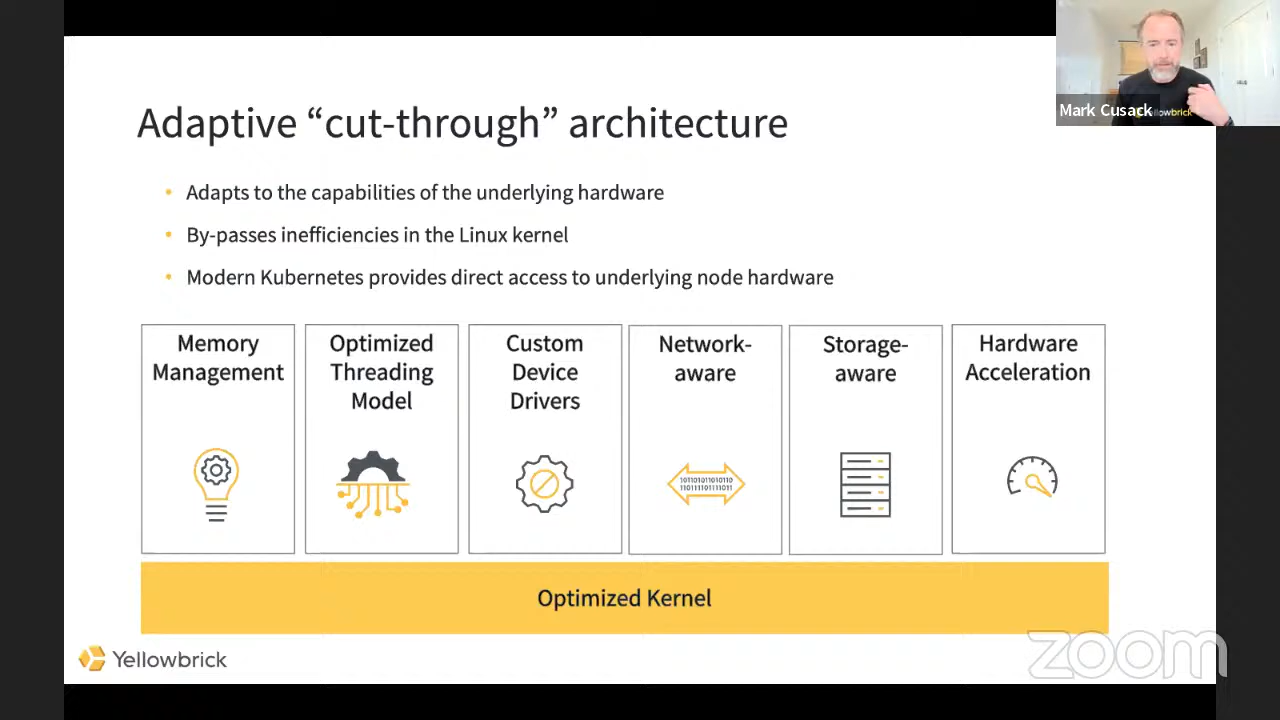 Adaptive “cut-through” architecture
Mark Cusack
llowbrick
• Adapts to the capabilities of the underlying hardware
• By-passes inefficiencies in the Linux kernel
• Modern Kubernetes provides direct access to underlying node hardware
Memory
Management
Optimized
Threading
Model
Custom
Device
Drivers
Network-
aware
Storage-
aware
Hardware
Acceleration
Optimized Kernel
Yellowbrick
zoom